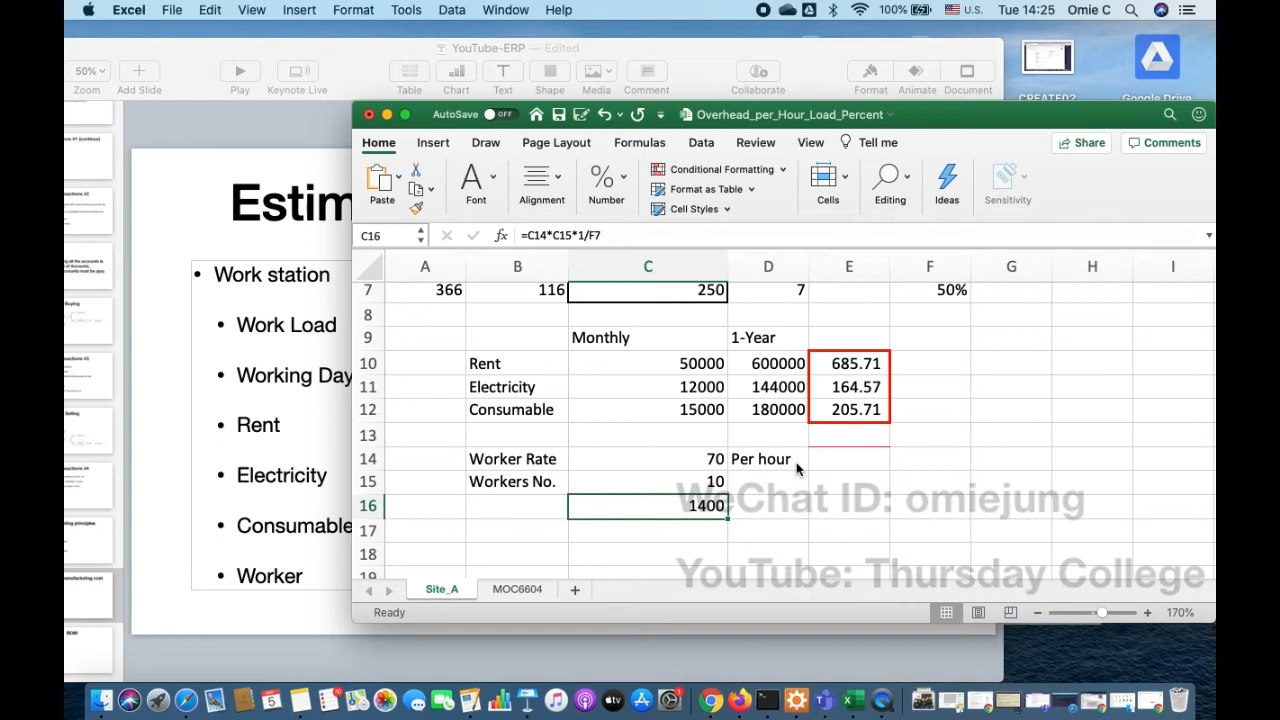 Excel File Edit View Insert Format Tools Data Window Help 100% U.S. Tue 14:25 Omie C
YouTube-ERP — Edited
50%
Zoom Add Slide Play Keynote Live Table Chart Text Shape Media Comment Collaborate Format Animate Document
CREATED2 Google Drive
AutoSave OFF Overhead_per_Hour_Load_Percent
Home Insert Draw Page Layout Formulas Data Review View Tell me Share Comments
Paste Font Alignment Number Conditional Formatting Cells Editing Ideas Sensitivity
Format as Table
Cell Styles
C16 fx =C14*C15*1/F7
A B C D E F G H I
7 366 116 250 7 50%
8
9 Monthly 1-Year
10 Rent 50000 600000 685.71
11 Electricity 12000 144000 164.57
12 Consumable 15000 180000 205.71
13
14 Worker Rate 70 Per hour
15 Workers No. 10
16 1400
17
18
19
Site_A MOC6604
Ready 170%
WeChat ID: omiejung
YouTube: Thursday College
Estim
• Work station
• Work Load
• Working Day
• Rent
• Electricity
• Consumable
• Worker